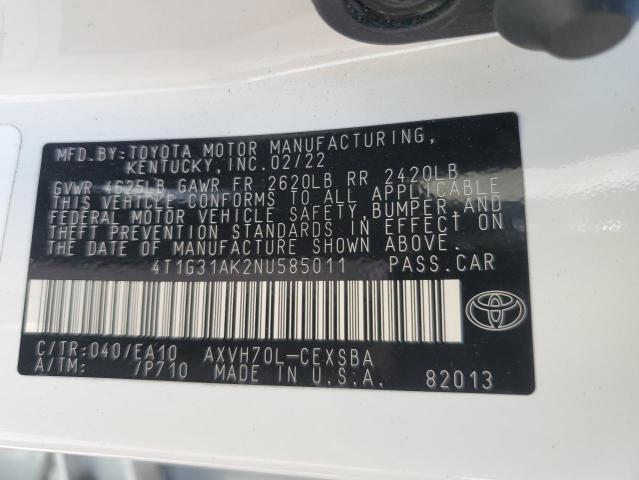 MFD.BY:TOYOTA MOTOR MANUFACTURING,
KENTUCKY,INC.02/22
GVWR 4625LB GAWR FR 2620LB RR 2420LB
THIS VEHICLE CONFORMS TO ALL APPLICABLE
FEDERAL MOTOR VEHICLE SAFETY,BUMPER,AND
THEFT PREVENTION STANDARDS IN EFFECT ON
THE DATE OF MANUFACTURE SHOWN ABOVE.
4T1G31AK2NU585011 PASS.CAR
C/TR:040/EA10 AXVH70L-CEXSBA
A/TM: /P710 MADE IN U.S.A. 82013